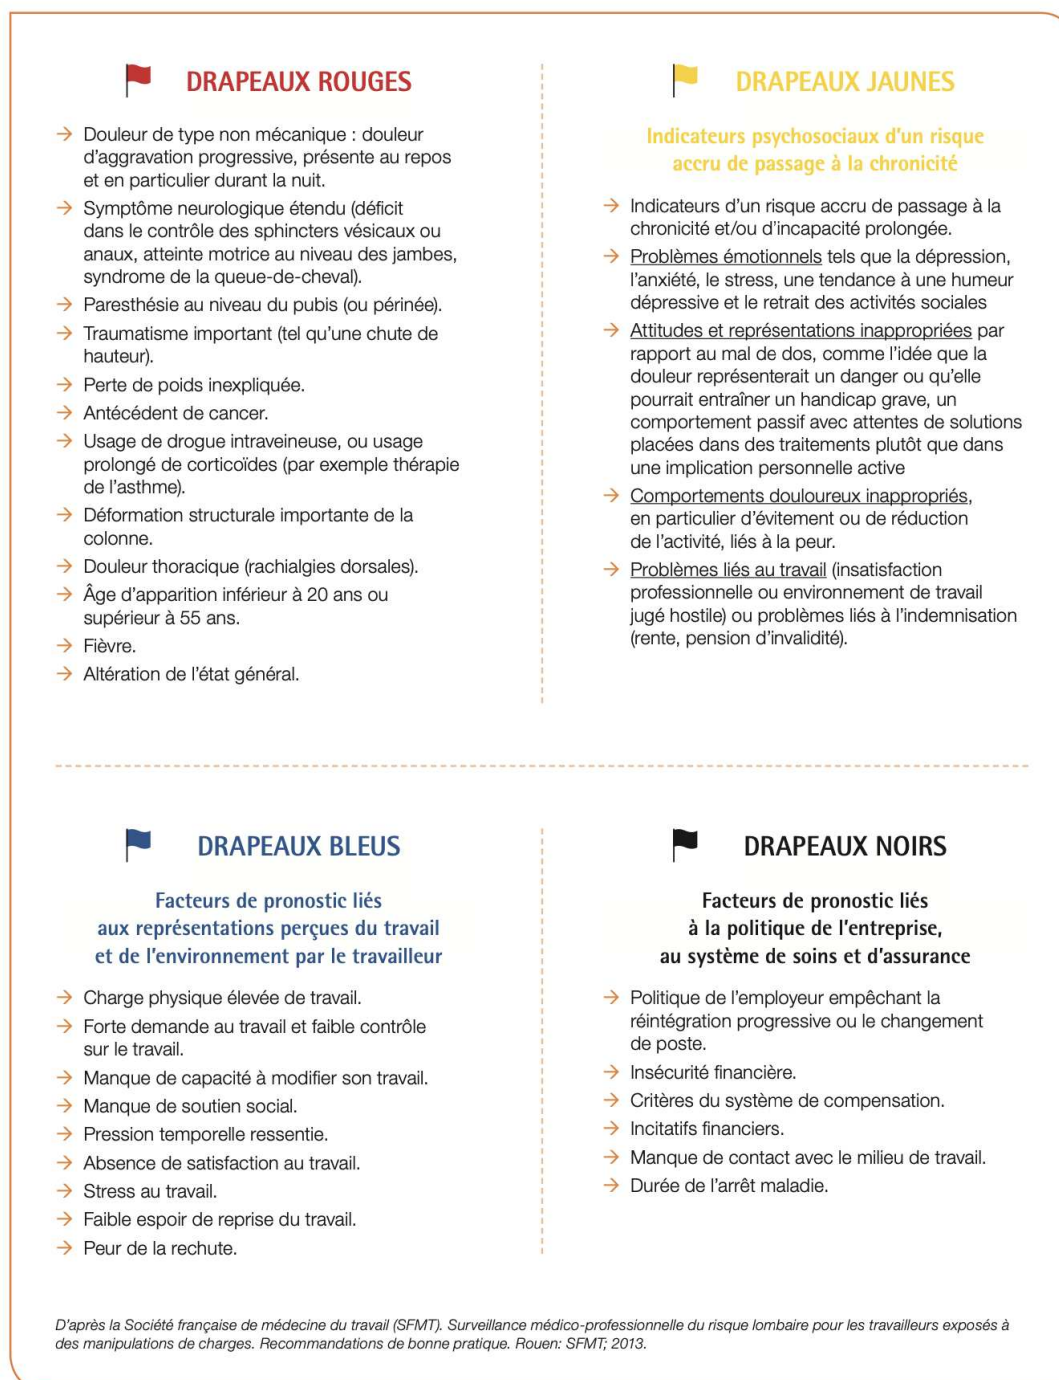 DRAPEAUX ROUGES
→ Douleur de type non mécanique : douleur
d’aggravation progressive, présente au repos
et en particulier durant la nuit.
→ Symptôme neurologique étendu (déficit
dans le contrôle des sphincters vésicaux ou
anaux, atteinte motrice au niveau des jambes,
syndrome de la queue-de-cheval).
→ Paresthésie au niveau du pubis (ou périnée).
→ Traumatisme important (tel qu’une chute de
hauteur).
→ Perte de poids inexpliquée.
→ Antécédent de cancer.
→ Usage de drogue intraveineuse, ou usage
prolongé de corticoïdes (par exemple thérapie
de l’asthme).
→ Déformation structurale importante de la
colonne.
→ Douleur thoracique (rachialgies dorsales).
→ Âge d’apparition inférieur à 20 ans ou
supérieur à 55 ans.
→ Fièvre.
→ Altération de l’état général.
DRAPEAUX JAUNES
Indicateurs psychosociaux d’un risque
accru de passage à la chronicité
→ Indicateurs d’un risque accru de passage à la
chronicité et/ou d’incapacité prolongée.
→ Problèmes émotionnels tels que la dépression,
l’anxiété, le stress, une tendance à une humeur
dépressive et le retrait des activités sociales
→ Attitudes et représentations inappropriées par
rapport au mal de dos, comme l’idée que la
douleur représenterait un danger ou qu’elle
pourrait entraîner un handicap grave, un
comportement passif avec attentes de solutions
placées dans des traitements plutôt que dans
une implication personnelle active
→ Comportements douloureux inappropriés,
en particulier d’évitement ou de réduction
de l’activité, liés à la peur.
→ Problèmes liés au travail (insatisfaction
professionnelle ou environnement de travail
jugé hostile) ou problèmes liés à l’indemnisation
(rente, pension d’invalidité).
DRAPEAUX BLEUS
Facteurs de pronostic liés
aux représentations perçues du travail
et de l’environnement par le travailleur
→ Charge physique élevée de travail.
→ Forte demande au travail et faible contrôle
sur le travail.
→ Manque de capacité à modifier son travail.
→ Manque de soutien social.
→ Pression temporelle ressentie.
→ Absence de satisfaction au travail.
→ Stress au travail.
→ Faible espoir de reprise du travail.
→ Peur de la rechute.
DRAPEAUX NOIRS
Facteurs de pronostic liés
à la politique de l’entreprise,
au système de soins et d’assurance
→ Politique de l’employeur empêchant la
réintégration progressive ou le changement
de poste.
→ Insécurité financière.
→ Critères du système de compensation.
→ Incitatifs financiers.
→ Manque de contact avec le milieu de travail.
→ Durée de l’arrêt maladie.
D’après la Société française de médecine du travail (SFMT). Surveillance médico-professionnelle du risque lombaire pour les travailleurs exposés à
des manipulations de charges. Recommandations de bonne pratique. Rouen: SFMT; 2013.